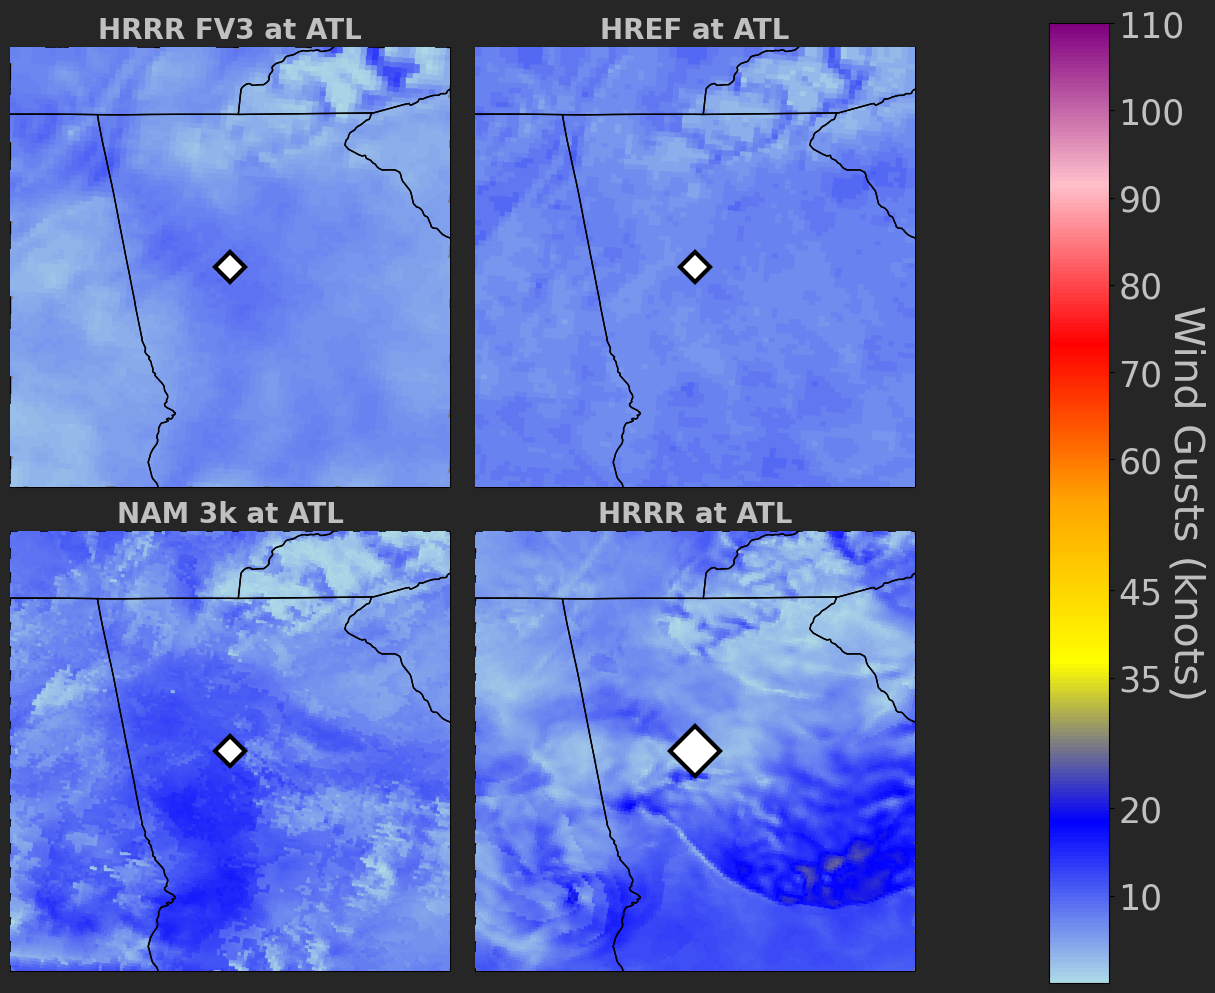 HRRR FV3 at ATL
HREF at ATL
NAM 3k at ATL
HRRR at ATL
110
100
90
80
70
60
45
35
20
10
Wind Gusts (knots)